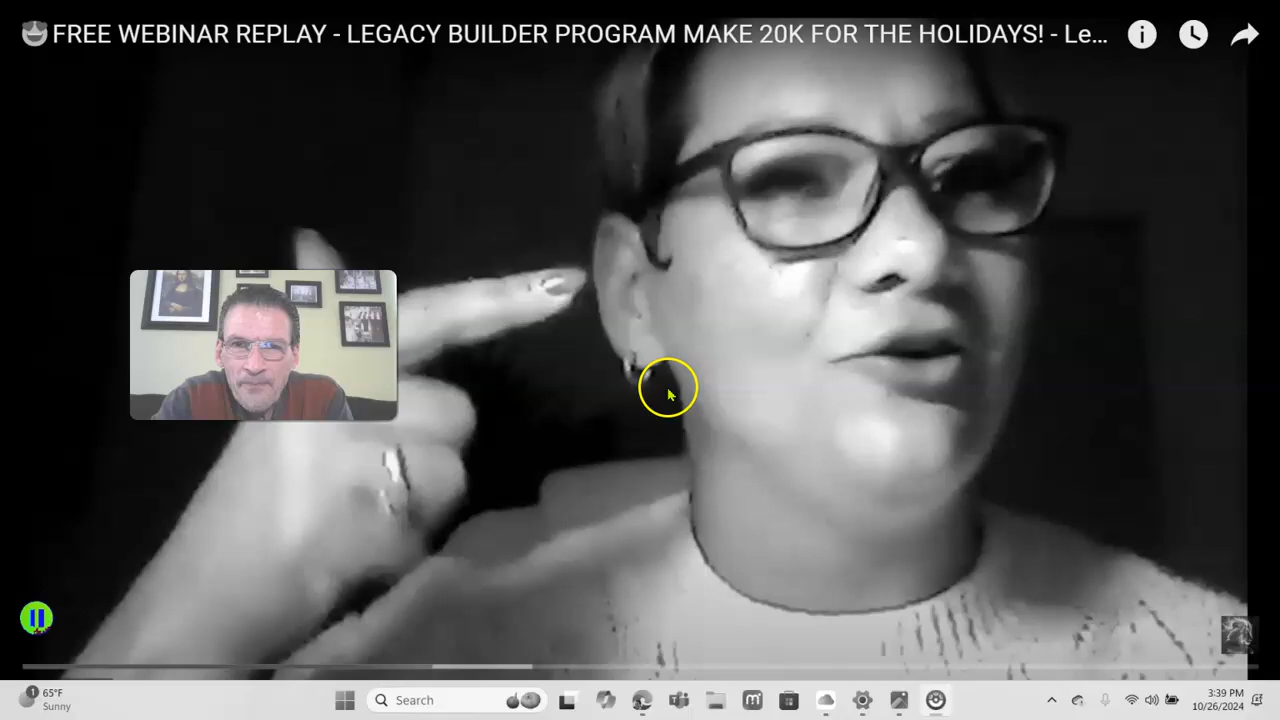 FREE WEBINAR REPLAY - LEGACY BUILDER PROGRAM MAKE 20K FOR THE HOLIDAYS! - Le...
1
65°F
Sunny
Search
3:39 PM
10/26/2024